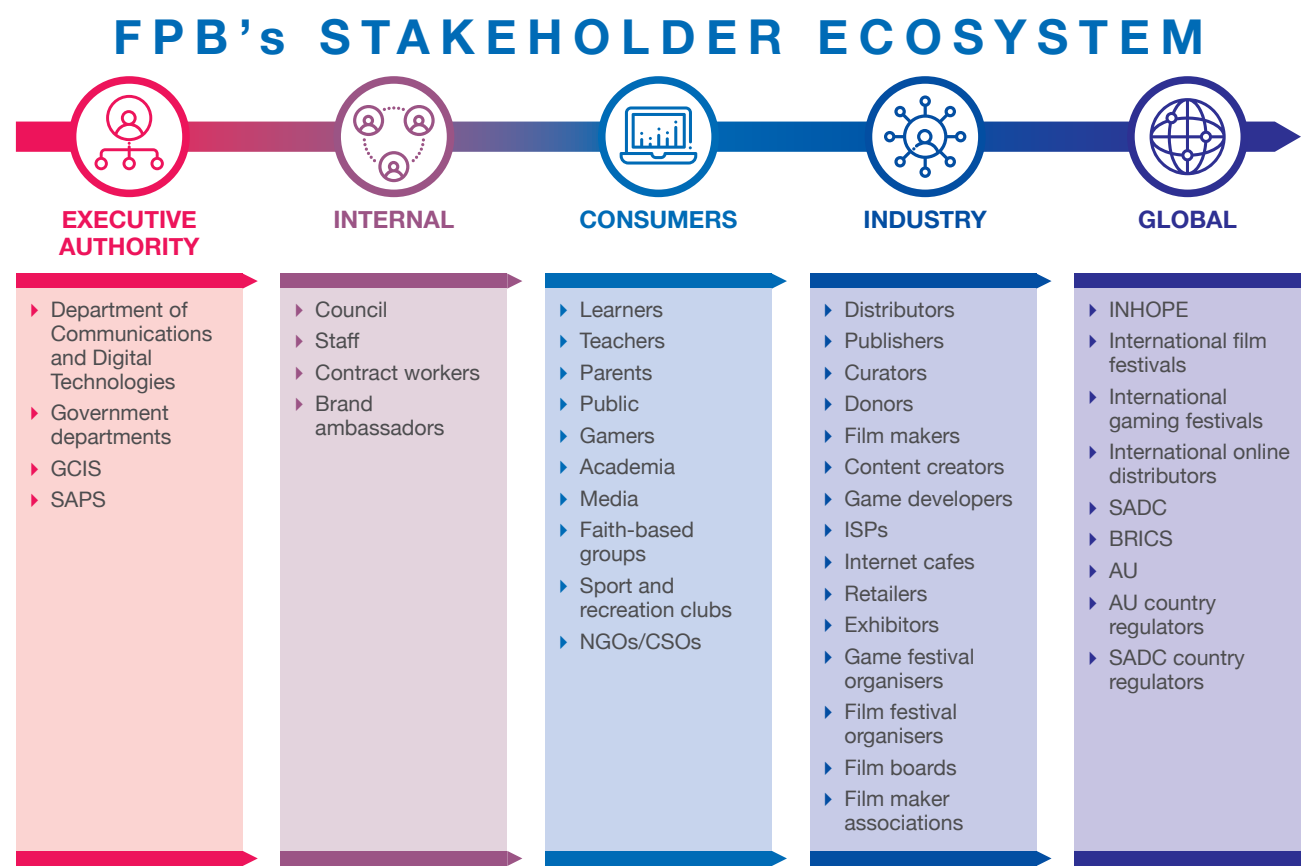 FPB's STAKEHOLDER ECOSYSTEM
EXECUTIVE
AUTHORITY
Department of
Communications
and Digital
Technologies
Government
departments
GCIS
SAPS
INTERNAL
Council
Staff
Contract workers
Brand
ambassadors
CONSUMERS
Learners
Teachers
Parents
Public
Gamers
Academia
Media
Faith-based
groups
Sport and
recreation clubs
NGOs/CSOs
INDUSTRY
Distributors
Publishers
Curators
Donors
Film makers
Content creators
Game developers
ISPs
Internet cafes
Retailers
Exhibitors
Game festival
organisers
Film festival
organisers
Film boards
Film maker
associations
GLOBAL
INHOPE
International film
festivals
International
gaming festivals
International online
distributors
SADC
BRICS
AU
AU country
regulators
SADC country
regulators